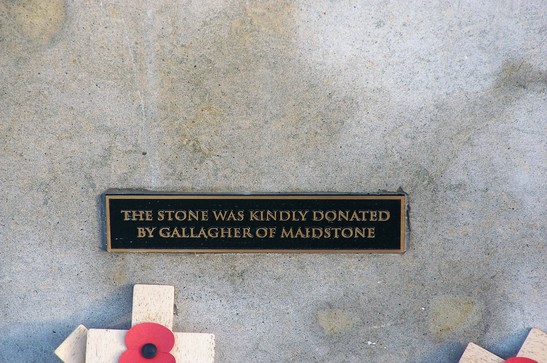 THE STONE WAS KINDLY DONATED
BY GALLAGHER OF MAIDSTONE